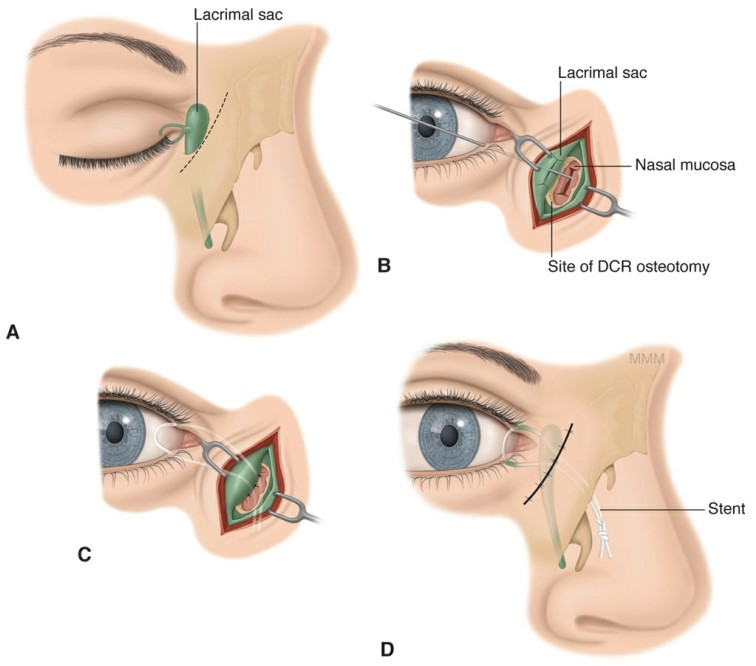 Lacrimal sac
A
Lacrimal sac
Nasal mucosa
Site of DCR osteotomy
B
C
MMM
Stent
D